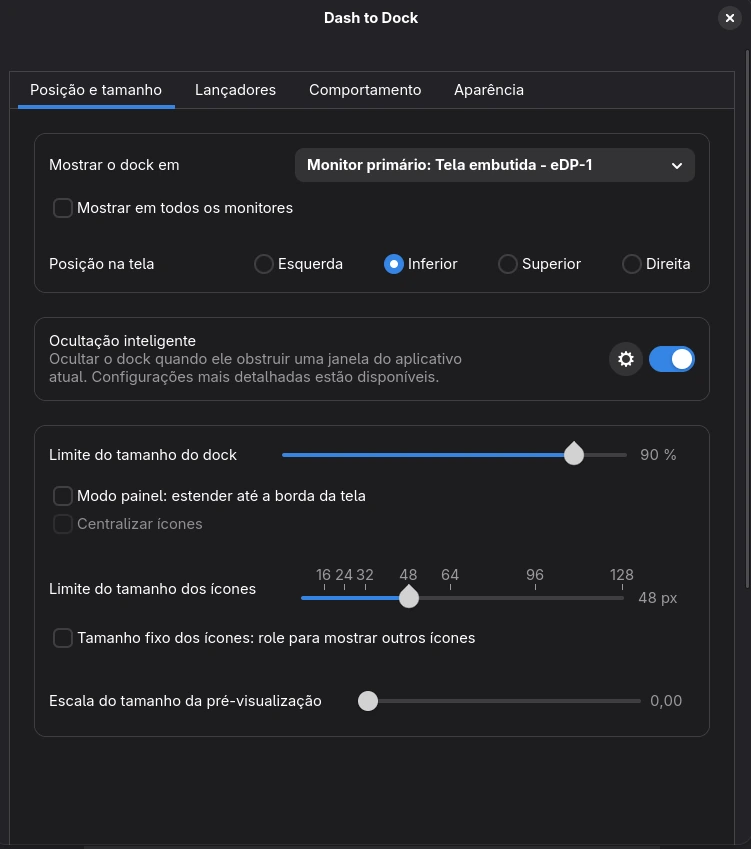 Dash to Dock
Posição e tamanho Lançadores Comportamento Aparência
Mostrar o dock em Monitor primário: Tela embutida - eDP-1
Mostrar em todos os monitores
Posição na tela Esquerda Inferior Superior Direita
Ocultação inteligente
Ocultar o dock quando ele obstruir uma janela do aplicativo
atual. Configurações mais detalhadas estão disponíveis.
Limite do tamanho do dock 90 %
Modo painel: estender até a borda da tela
Centralizar ícones
16 24 32 48 64 96 128
Limite do tamanho dos ícones 48 px
Tamanho fixo dos ícones: role para mostrar outros ícones
Escala do tamanho da pré-visualização 0,00